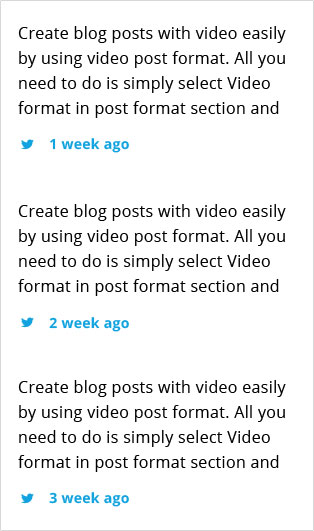 Create blog posts with video easily
by using video post format. All you
need to do is simply select Video
format in post format section and
1 week ago
Create blog posts with video easily
by using video post format. All you
need to do is simply select Video
format in post format section and
2 week ago
Create blog posts with video easily
by using video post format. All you
need to do is simply select Video
format in post format section and
3 week ago